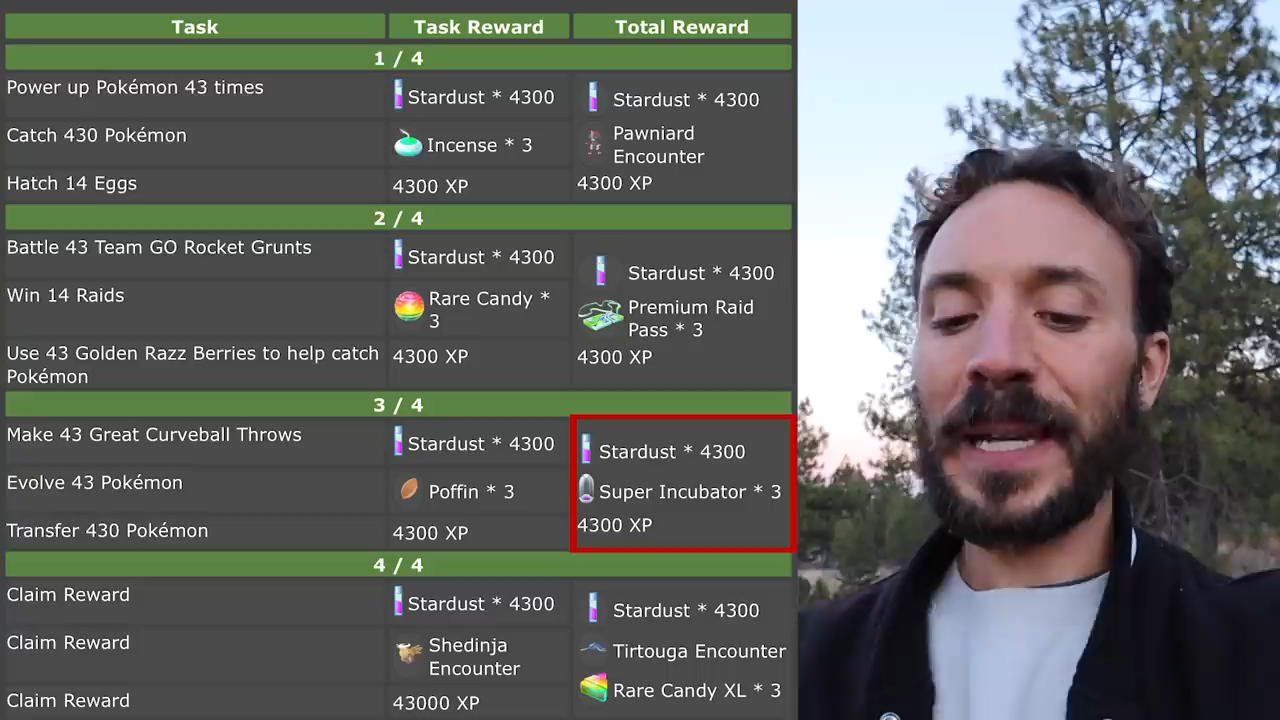 Task Task Reward Total Reward
1 / 4
Power up Pokémon 43 times
Stardust * 4300
Catch 430 Pokémon
Incense * 3
Hatch 14 Eggs
4300 XP
Stardust * 4300
Pawniard
Encounter
4300 XP
2 / 4
Battle 43 Team GO Rocket Grunts
Stardust * 4300
Win 14 Raids
Rare Candy *
3
Use 43 Golden Razz Berries to help catch
Pokémon
4300 XP
Stardust * 4300
Premium Raid
Pass * 3
4300 XP
3 / 4
Make 43 Great Curveball Throws
Stardust * 4300
Evolve 43 Pokémon
Poffin * 3
Transfer 430 Pokémon
4300 XP
Stardust * 4300
Super Incubator * 3
4300 XP
4 / 4
Claim Reward
Stardust * 4300
Claim Reward
Shedinja
Encounter
Claim Reward
43000 XP
Stardust * 4300
Tirtouga Encounter
Rare Candy XL * 3